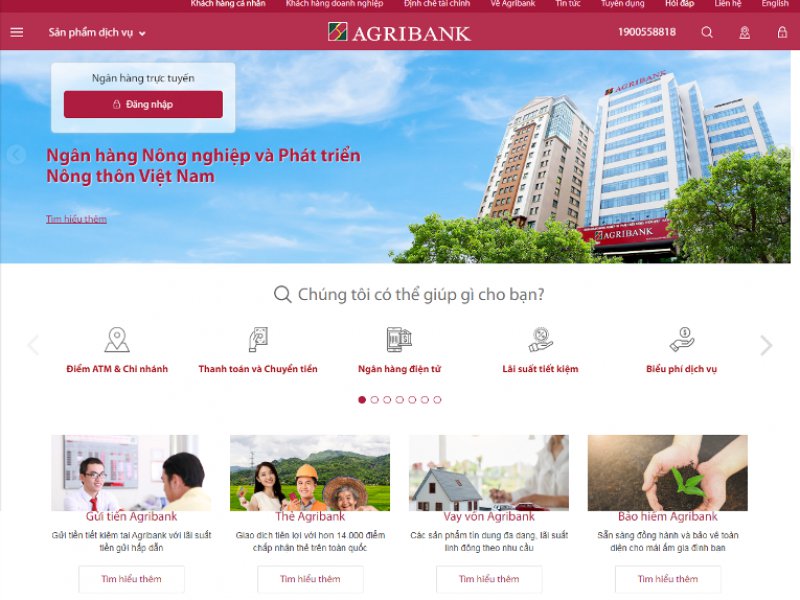 Khách hàng cá nhân Khách hàng doanh nghiệp Định chế tài chính Về Agribank Tin tức Tuyển dụng Hỏi đáp Liên hệ English
Sản phẩm dịch vụ AGRIBANK 1900558818
Ngân hàng trực tuyến
Đăng nhập
AGRIBANK
Ngân hàng Nông nghiệp và Phát triển
Nông thôn Việt Nam
Tìm hiểu thêm
AGRIBANK
Chúng tôi có thể giúp gì cho bạn?
Điểm ATM & Chi nhánh Thanh toán và Chuyển tiền Ngân hàng điện tử Lãi suất tiết kiệm Biểu phí dịch vụ
Gửi tiền Agribank
Gửi tiền tiết kiệm tại Agribank với lãi suất
tiền gửi hấp dẫn
Tìm hiểu thêm
Thẻ Agribank
Giao dịch tiện lợi với hơn 14 000 điểm
chấp nhân thẻ trên toàn quốc
Tìm hiểu thêm
Vay vốn Agribank
Các sản phẩm tín dụng đa dạng, lãi suất
linh động theo nhu cầu
Tìm hiểu thêm
Bảo hiểm Agribank
Sẵn sàng đồng hành và bảo vệ toàn
diện cho mái ấm gia đình bạn
Tìm hiểu thêm